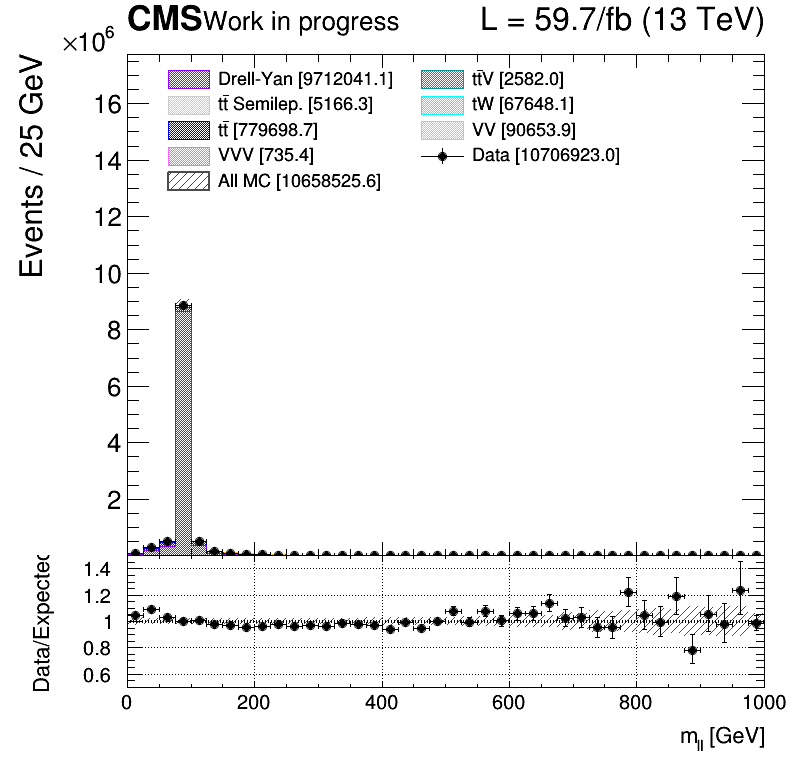 CMS Work in progress L = 59.7/fb (13 TeV)
×10⁶
Events / 25 GeV
Drell-Yan [9712041.1]
tt̄ Semilep. [5166.3]
tt̄ [779698.7]
VVV [735.4]
All MC [10658525.6]
tt̄V [2582.0]
tW [67648.1]
VV [90653.9]
Data [10706923.0]
16
14
12
10
8
6
4
2
Data/Expected
1.4
1.2
1
0.8
0.6
0 200 400 600 800 1000
m_ll [GeV]